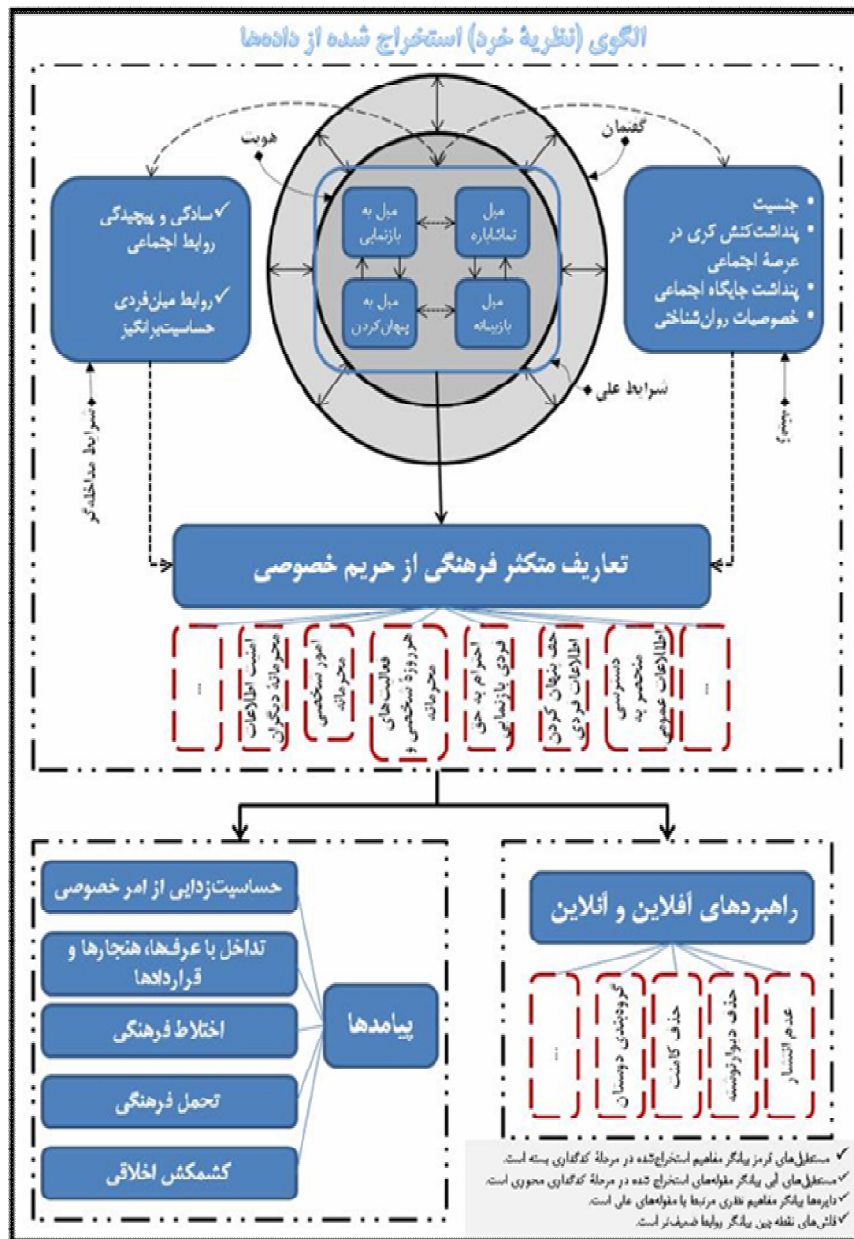 الگوی (نظریهٔ خرد) استخراج شده از داده‌ها
گفتمان
هویت
• جنسیت
• پنداشت کنش گری در
عرصهٔ اجتماعی
• پنداشت جایگاه اجتماعی
• خصوصیات روان‌شناختی
میل
تماشاباره
میل به
بازنمایی
میل
بازبینانه
میل به
پنهان‌کردن
✓ سادگی و پیچیدگی
روابط اجتماعی
✓ روابط میان‌فردی
حساسیت‌برانگیز
شرایط علی
شرایط مداخله‌گر
تعاریف متکثر فرهنگی از حریم خصوصی
...
دسترسی
منحصر به
اطلاعات عمومی
حق پنهان کردن
اطلاعات فردی
احترام به حق
فردی بازنمایی
فعالیت‌های
هرروزهٔ شخصی و
محرمانه
امور شخصی
محرمانه
امنیت اطلاعات
محرمانهٔ دیگران
...
راهبردهای آفلاین و آنلاین
عدم انتشار
حذف دیوارنوشته
حذف کامنت
گروه‌بندی دوستان
...
پیامدها
حساسیت‌زدایی از امر خصوصی
تداخل با عرف‌ها، هنجارها و
قراردادها
اختلاط فرهنگی
تحمل فرهنگی
کشمکش اخلاقی
✓ مستطیل‌های قرمز بیانگر مفاهیم استخراج‌شده در مرحلهٔ کدگذاری بسته است.
✓ مستطیل‌های آبی بیانگر مقوله‌های استخراج شده در مرحلهٔ کدگذاری محوری است.
✓ دایره‌ها بیانگر مفاهیم نظری مرتبط با مقوله‌های علی است.
✓ فلش‌های نقطه چین بیانگر روابط ضعیف‌تر است.